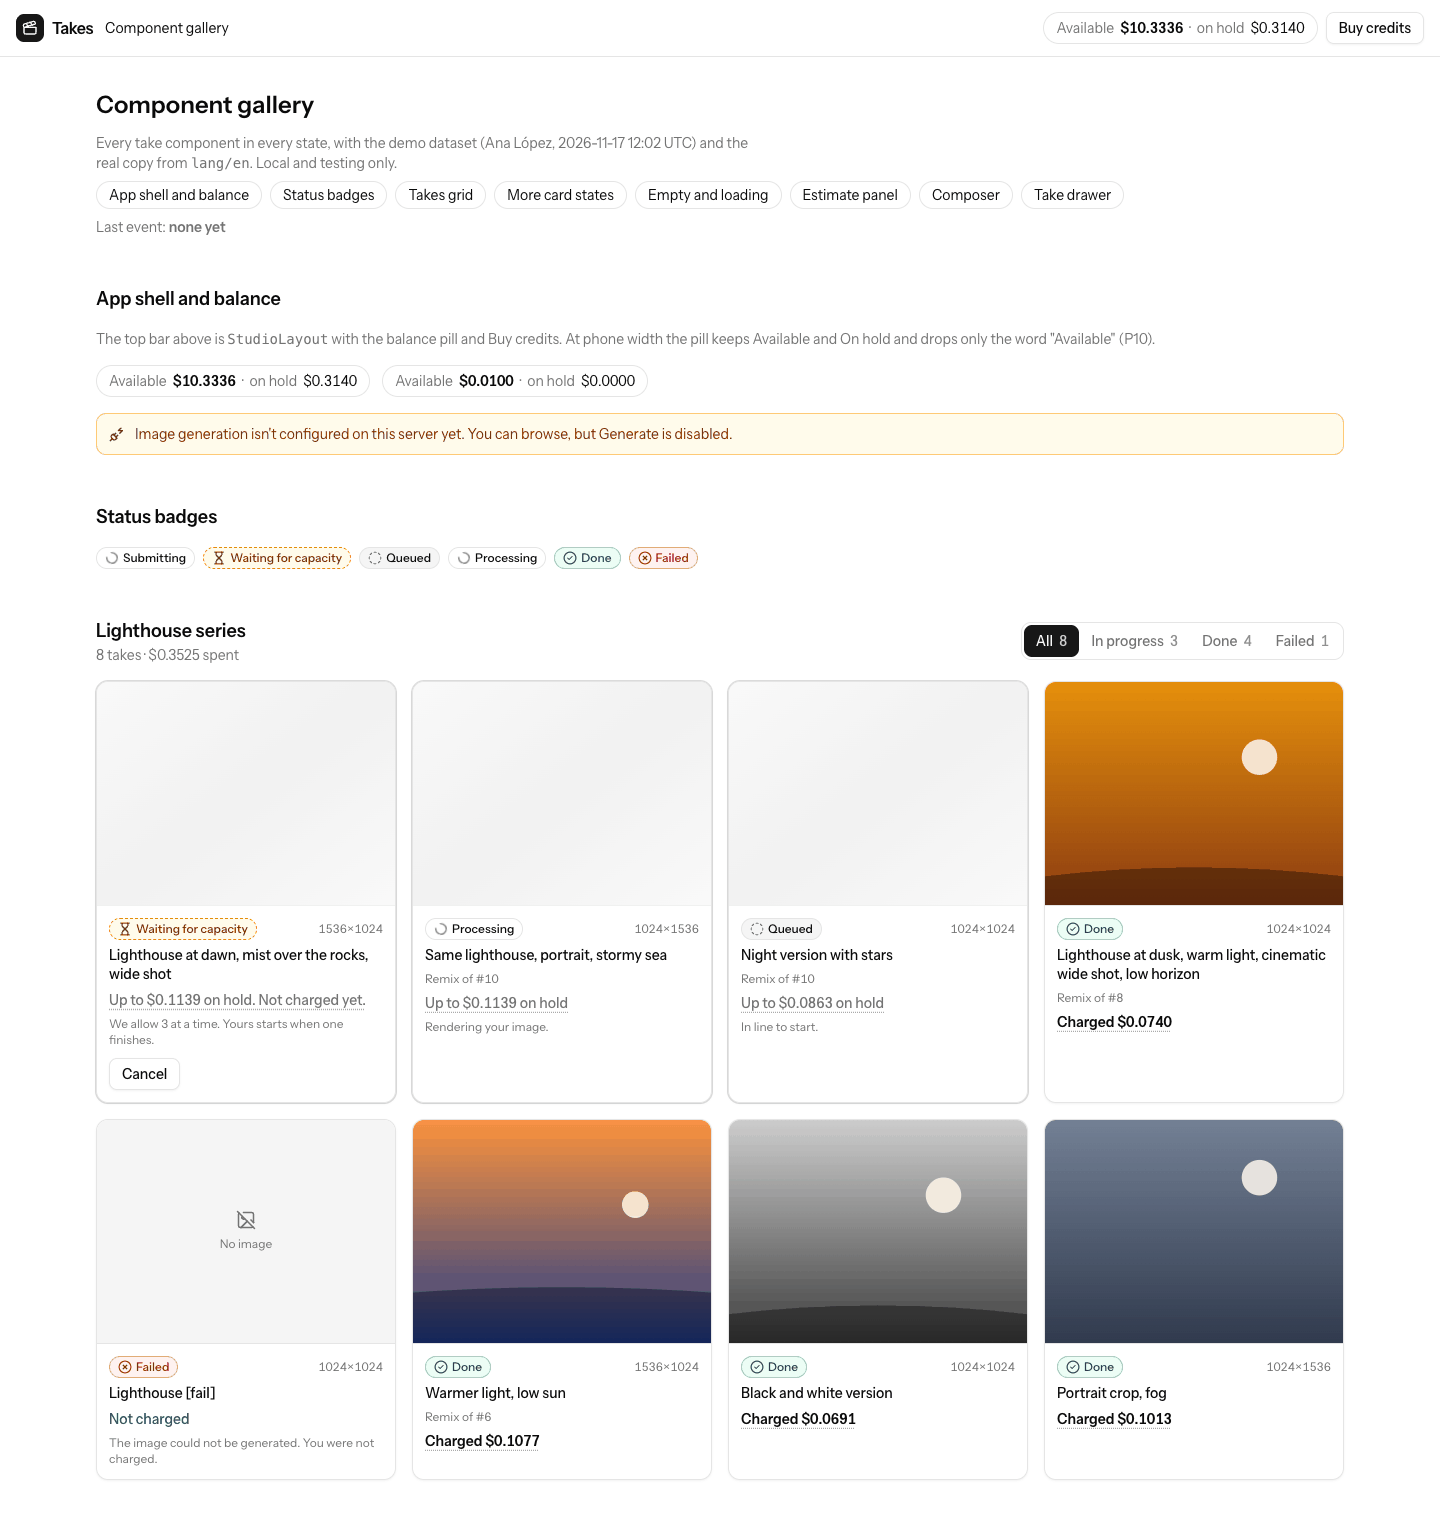 Takes Component gallery Available $10.3336 · on hold $0.3140 Buy credits
Component gallery
Every take component in every state, with the demo dataset (Ana López, 2026-11-17 12:02 UTC) and the
real copy from lang/en. Local and testing only.
App shell and balance Status badges Takes grid More card states Empty and loading Estimate panel Composer Take drawer
Last event: none yet
App shell and balance
The top bar above is StudioLayout with the balance pill and Buy credits. At phone width the pill keeps Available and On hold and drops only the word "Available" (P10).
Available $10.3336 · on hold $0.3140 Available $0.0100 · on hold $0.0000
Image generation isn't configured on this server yet. You can browse, but Generate is disabled.
Status badges
Submitting Waiting for capacity Queued Processing Done Failed
Lighthouse series
8 takes · $0.3525 spent
All 8 In progress 3 Done 4 Failed 1
Waiting for capacity 1536×1024
Lighthouse at dawn, mist over the rocks,
wide shot
Up to $0.1139 on hold. Not charged yet.
We allow 3 at a time. Yours starts when one
finishes.
Cancel
Processing 1024×1536
Same lighthouse, portrait, stormy sea
Remix of #10
Up to $0.1139 on hold
Rendering your image.
Queued 1024×1024
Night version with stars
Remix of #10
Up to $0.0863 on hold
In line to start.
Done 1024×1024
Lighthouse at dusk, warm light, cinematic
wide shot, low horizon
Remix of #8
Charged $0.0740
No image
Failed 1024×1024
Lighthouse [fail]
Not charged
The image could not be generated. You were not
charged.
Done 1536×1024
Warmer light, low sun
Remix of #6
Charged $0.1077
Done 1024×1024
Black and white version
Charged $0.0691
Done 1024×1536
Portrait crop, fog
Charged $0.1013